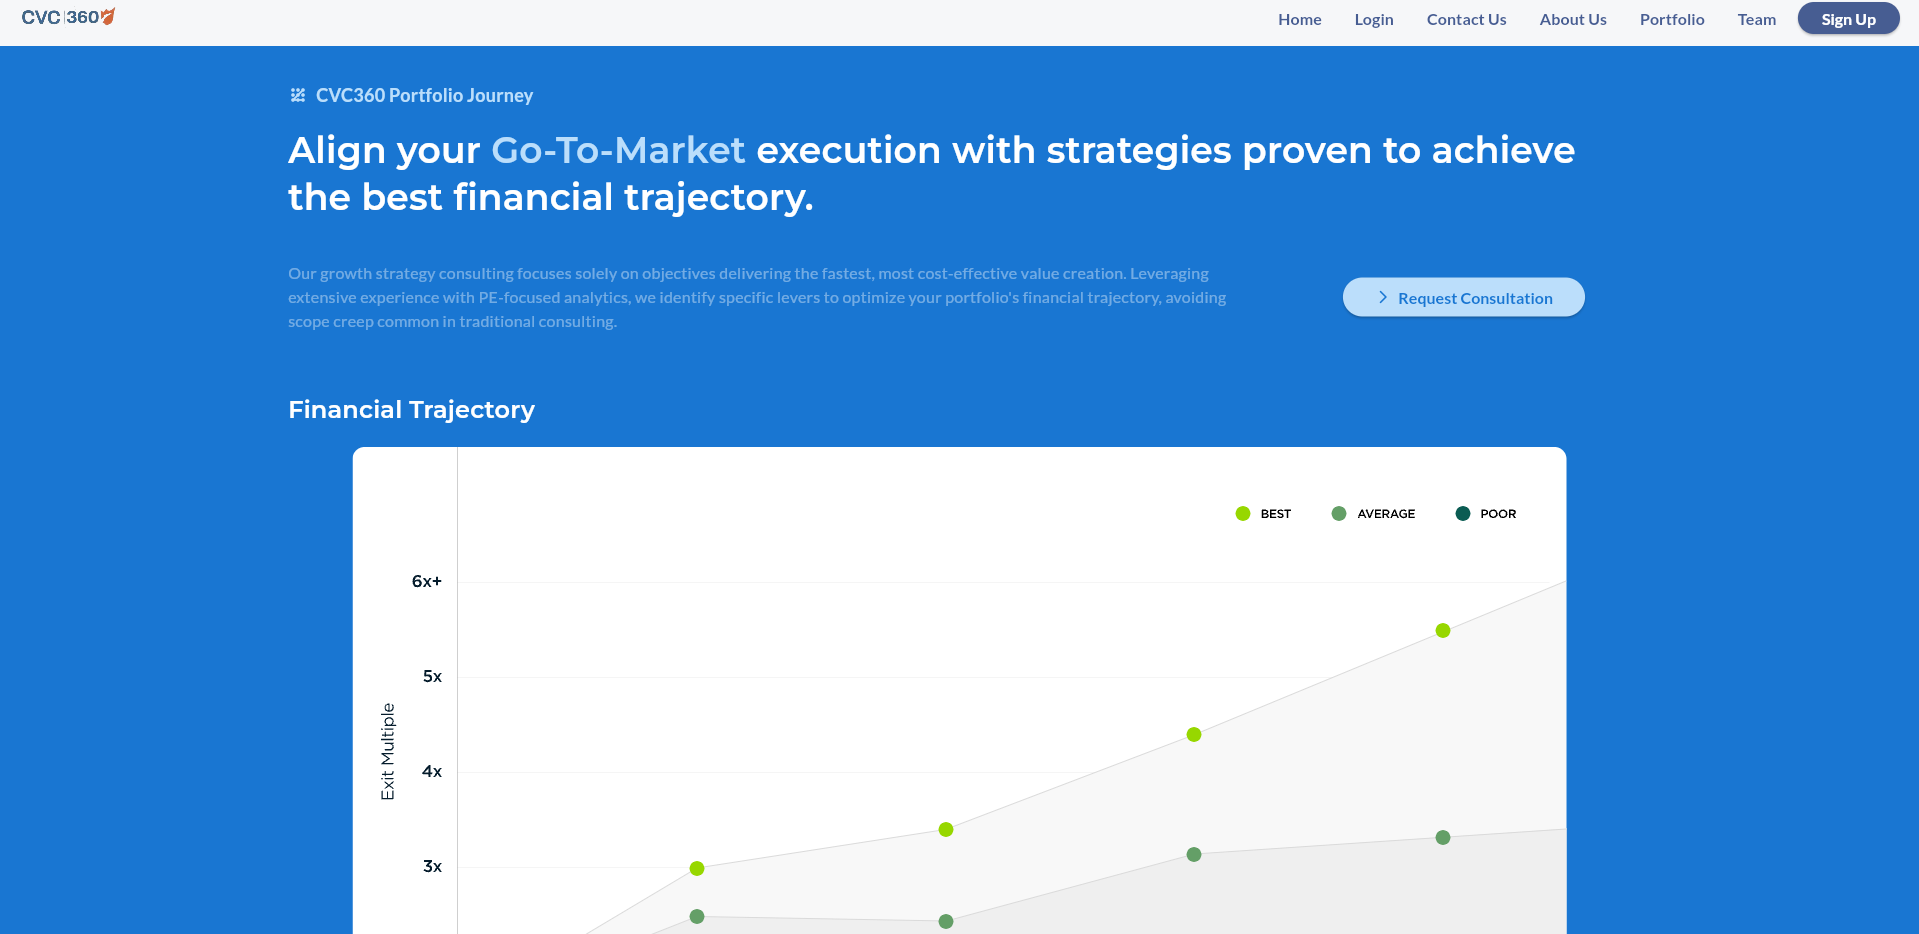 CVC|360
Home Login Contact Us About Us Portfolio Team Sign Up
CVC360 Portfolio Journey
Align your Go-To-Market execution with strategies proven to achieve
the best financial trajectory.
Our growth strategy consulting focuses solely on objectives delivering the fastest, most cost-effective value creation. Leveraging
extensive experience with PE-focused analytics, we identify specific levers to optimize your portfolio's financial trajectory, avoiding
scope creep common in traditional consulting.
Request Consultation
Financial Trajectory
BEST AVERAGE POOR
6x+
5x
Exit Multiple
4x
3x